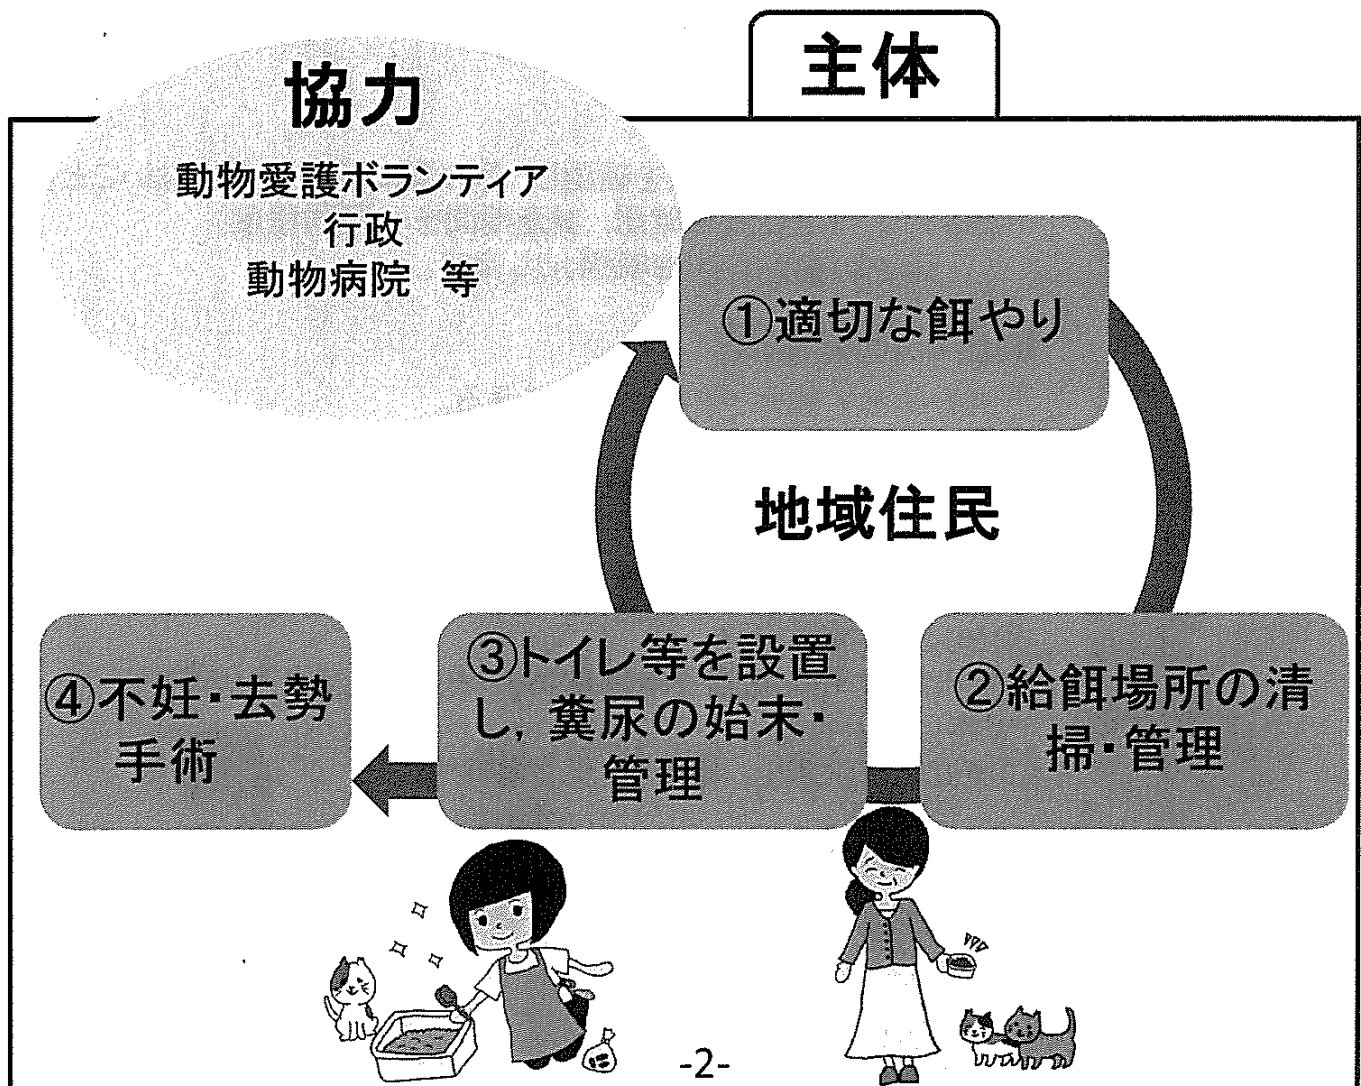 主体
協力
動物愛護ボランティア
行政
動物病院　等
①適切な餌やり
地域住民
②給餌場所の清
掃・管理
③トイレ等を設置
し，糞尿の始末・
管理
④不妊・去勢
手術
-2-